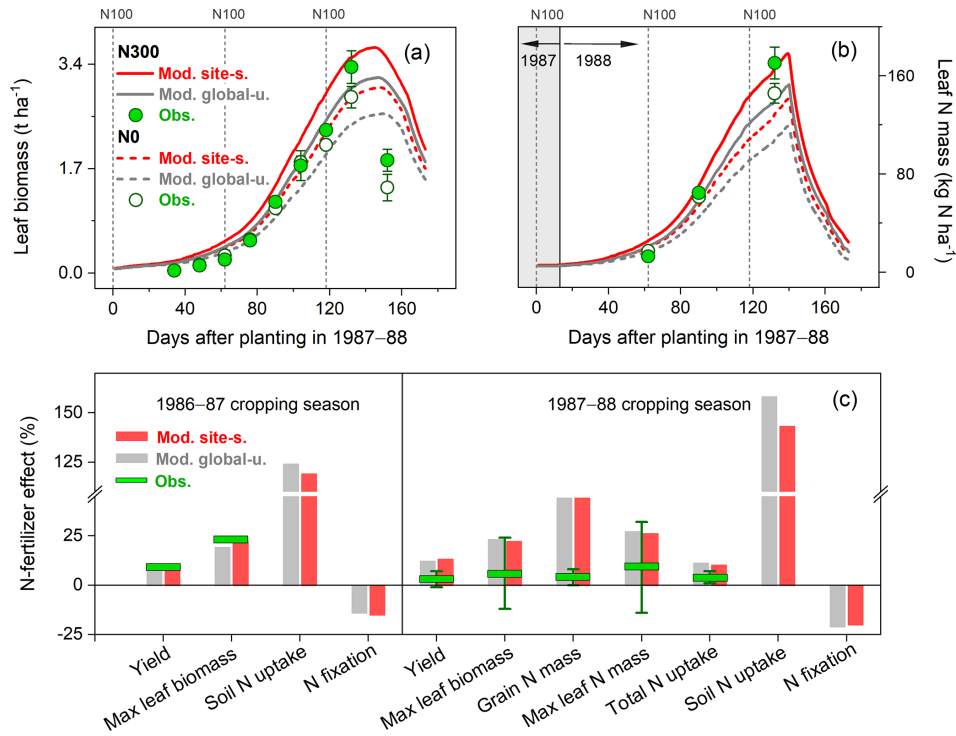 N100
N100
N100
N100
N100
N100
(a)
N300
Mod. site-s.
Mod. global-u.
Obs.
N0
Mod. site-s.
Mod. global-u.
Obs.
Leaf biomass (t ha⁻¹)
3.4
1.7
0.0
0
40
80
120
160
Days after planting in 1987–88
(b)
1987
1988
160
80
0
Leaf N mass (kg N ha⁻¹)
0
40
80
120
160
Days after planting in 1987–88
(c)
1986–87 cropping season
1987–88 cropping season
Mod. site-s.
Mod. global-u.
Obs.
N-fertilizer effect (%)
150
125
25
0
-25
Yield
Max leaf biomass
Soil N uptake
N fixation
Yield
Max leaf biomass
Grain N mass
Max leaf N mass
Total N uptake
Soil N uptake
N fixation